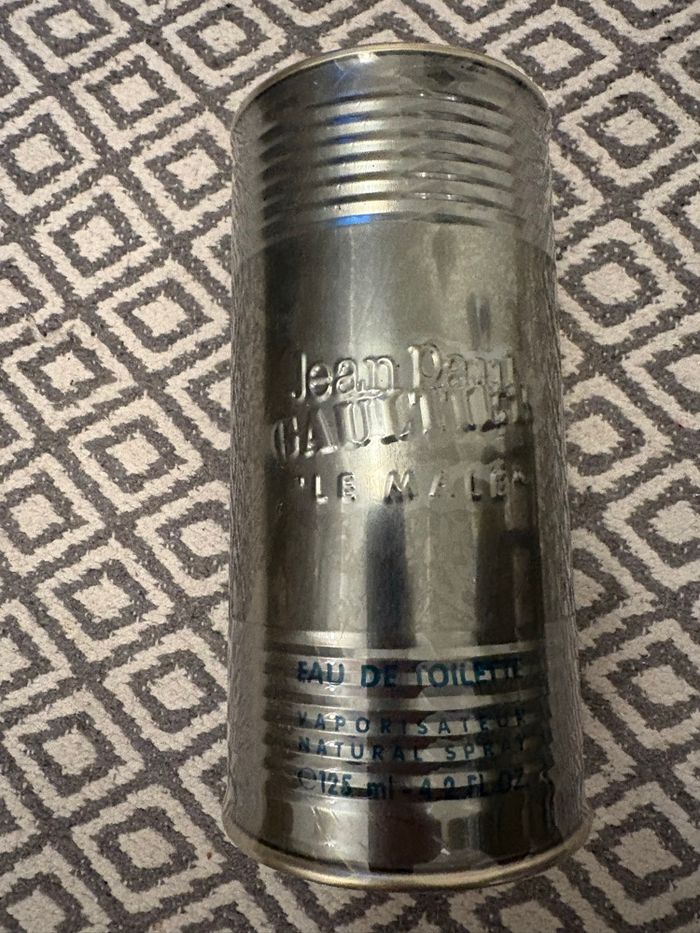 Jean Paul
GAULTIER
"LE MALE"
EAU DE TOILETTE
VAPORISATEUR
NATURAL SPRAY
℮125 ml - 4.2 FL.OZ